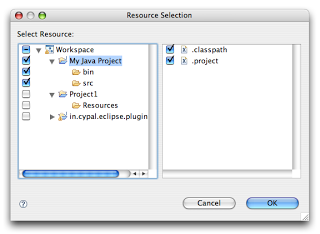 Resource Selection
Select Resource:
Workspace
My Java Project
bin
src
Project1
Resources
in.cypal.eclipse.plugin
.classpath
.project
?
Cancel
OK